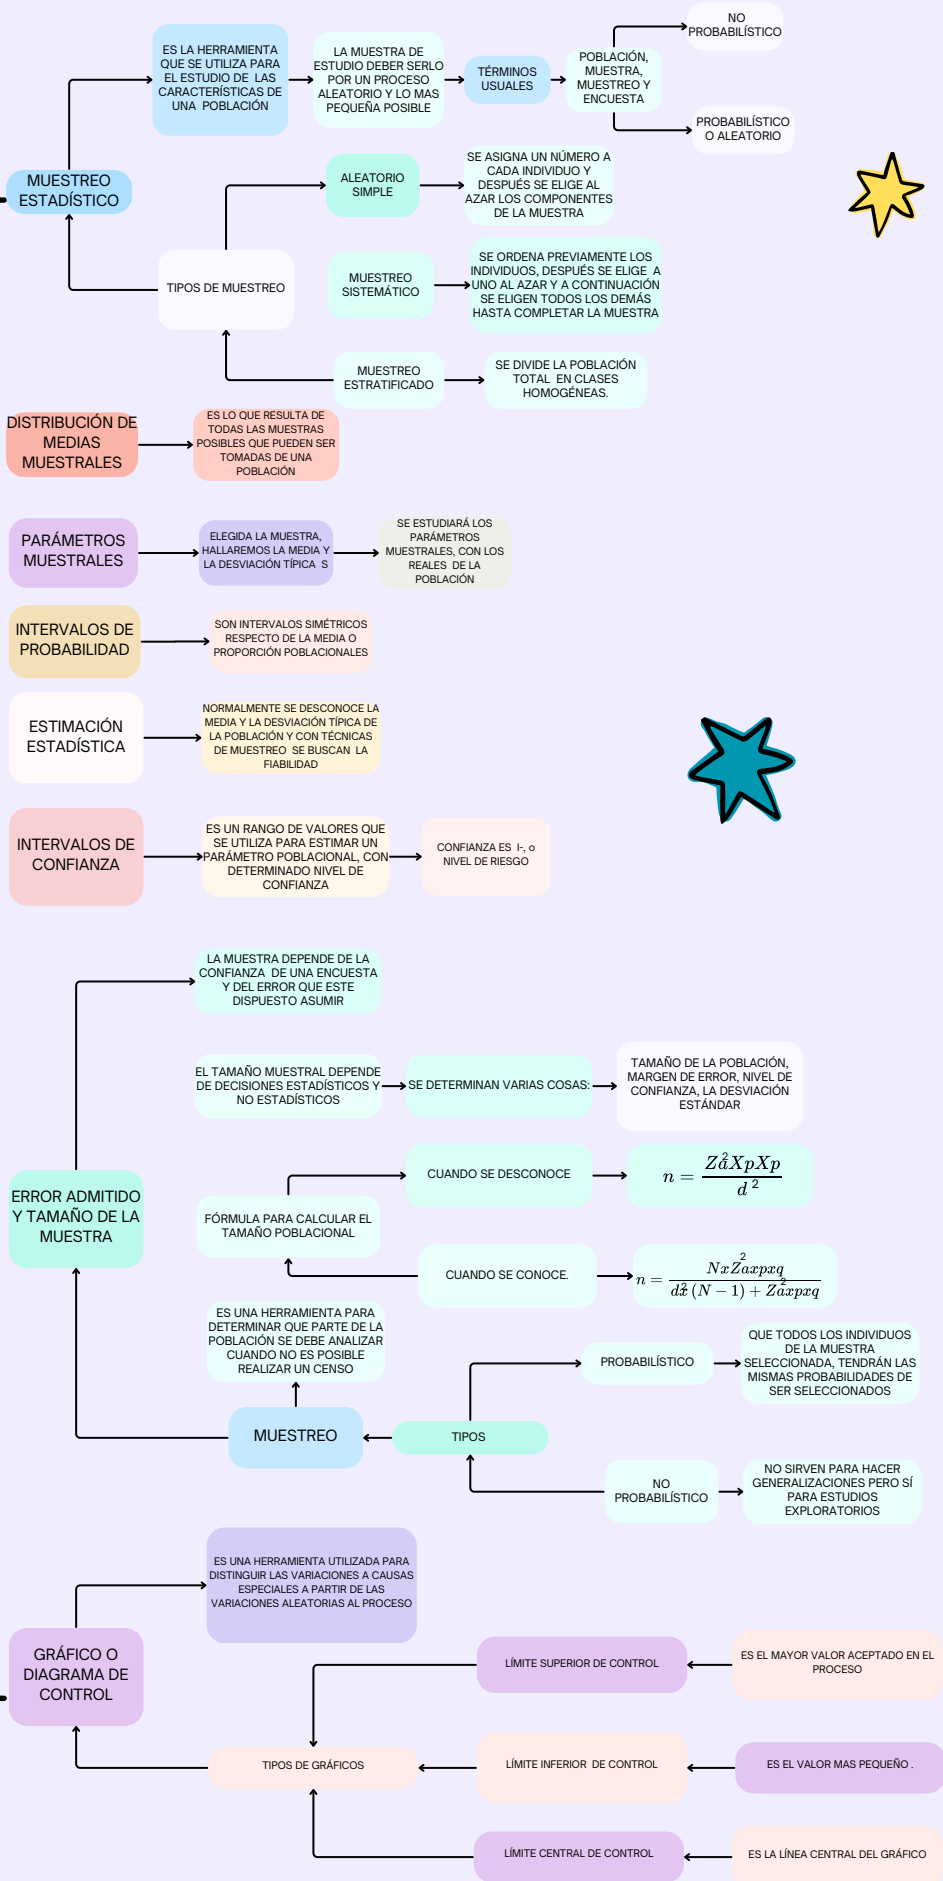 ES LA HERRAMIENTA
QUE SE UTILIZA PARA
EL ESTUDIO DE LAS
CARACTERÍSTICAS DE
UNA POBLACIÓN
LA MUESTRA DE
ESTUDIO DEBER SERLO
POR UN PROCESO
ALEATORIO Y LO MAS
PEQUEÑA POSIBLE
TÉRMINOS
USUALES
POBLACIÓN,
MUESTRA,
MUESTREO Y
ENCUESTA
NO
PROBABILÍSTICO
PROBABILÍSTICO
O ALEATORIO
MUESTREO
ESTADÍSTICO
TIPOS DE MUESTREO
ALEATORIO
SIMPLE
SE ASIGNA UN NÚMERO A
CADA INDIVIDUO Y
DESPUÉS SE ELIGE AL
AZAR LOS COMPONENTES
DE LA MUESTRA
MUESTREO
SISTEMÁTICO
SE ORDENA PREVIAMENTE LOS
INDIVIDUOS, DESPUÉS SE ELIGE A
UNO AL AZAR Y A CONTINUACIÓN
SE ELIGEN TODOS LOS DEMÁS
HASTA COMPLETAR LA MUESTRA
MUESTREO
ESTRATIFICADO
SE DIVIDE LA POBLACIÓN
TOTAL EN CLASES
HOMOGÉNEAS.
DISTRIBUCIÓN DE
MEDIAS
MUESTRALES
ES LO QUE RESULTA DE
TODAS LAS MUESTRAS
POSIBLES QUE PUEDEN SER
TOMADAS DE UNA
POBLACIÓN
PARÁMETROS
MUESTRALES
ELEGIDA LA MUESTRA,
HALLAREMOS LA MEDIA Y
LA DESVIACIÓN TÍPICA S
SE ESTUDIARÁ LOS
PARÁMETROS
MUESTRALES, CON LOS
REALES DE LA
POBLACIÓN
INTERVALOS DE
PROBABILIDAD
SON INTERVALOS SIMÉTRICOS
RESPECTO DE LA MEDIA O
PROPORCIÓN POBLACIONALES
ESTIMACIÓN
ESTADÍSTICA
NORMALMENTE SE DESCONOCE LA
MEDIA Y LA DESVIACIÓN TÍPICA DE
LA POBLACIÓN Y CON TÉCNICAS
DE MUESTREO SE BUSCAN LA
FIABILIDAD
INTERVALOS DE
CONFIANZA
ES UN RANGO DE VALORES QUE
SE UTILIZA PARA ESTIMAR UN
PARÁMETRO POBLACIONAL, CON
DETERMINADO NIVEL DE
CONFIANZA
CONFIANZA ES I-, o
NIVEL DE RIESGO
LA MUESTRA DEPENDE DE LA
CONFIANZA DE UNA ENCUESTA
Y DEL ERROR QUE ESTE
DISPUESTO ASUMIR
EL TAMAÑO MUESTRAL DEPENDE
DE DECISIONES ESTADÍSTICOS Y
NO ESTADÍSTICOS
SE DETERMINAN VARIAS COSAS:
TAMAÑO DE LA POBLACIÓN,
MARGEN DE ERROR, NIVEL DE
CONFIANZA, LA DESVIACIÓN
ESTÁNDAR
ERROR ADMITIDO
Y TAMAÑO DE LA
MUESTRA
FÓRMULA PARA CALCULAR EL
TAMAÑO POBLACIONAL
CUANDO SE DESCONOCE
n = Za²XpXp / d²
CUANDO SE CONOCE.
n = NxZ²axpxq / dx²(N − 1) + Z²axpxq
ES UNA HERRAMIENTA PARA
DETERMINAR QUE PARTE DE LA
POBLACIÓN SE DEBE ANALIZAR
CUANDO NO ES POSIBLE
REALIZAR UN CENSO
MUESTREO
TIPOS
PROBABILÍSTICO
QUE TODOS LOS INDIVIDUOS
DE LA MUESTRA
SELECCIONADA, TENDRÁN LAS
MISMAS PROBABILIDADES DE
SER SELECCIONADOS
NO
PROBABILÍSTICO
NO SIRVEN PARA HACER
GENERALIZACIONES PERO SÍ
PARA ESTUDIOS
EXPLORATORIOS
ES UNA HERRAMIENTA UTILIZADA PARA
DISTINGUIR LAS VARIACIONES A CAUSAS
ESPECIALES A PARTIR DE LAS
VARIACIONES ALEATORIAS AL PROCESO
GRÁFICO O
DIAGRAMA DE
CONTROL
TIPOS DE GRÁFICOS
LÍMITE SUPERIOR DE CONTROL
ES EL MAYOR VALOR ACEPTADO EN EL
PROCESO
LÍMITE INFERIOR DE CONTROL
ES EL VALOR MAS PEQUEÑO .
LÍMITE CENTRAL DE CONTROL
ES LA LÍNEA CENTRAL DEL GRÁFICO